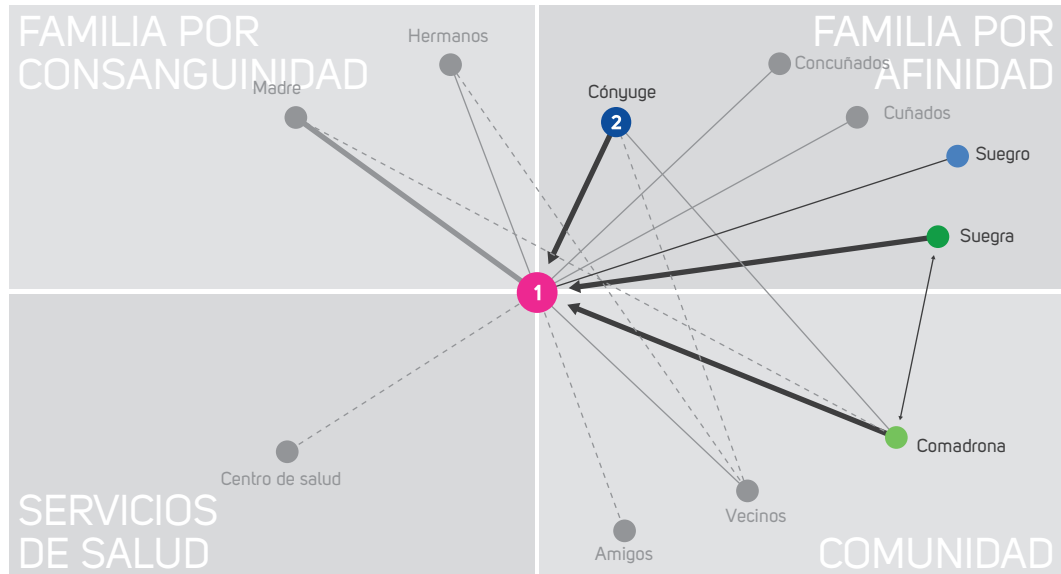 FAMILIA POR
CONSANGUINIDAD
FAMILIA POR
AFINIDAD
Hermanos
Madre
Concuñados
Cónyuge
2
Cuñados
Suegro
Suegra
1
Comadrona
Centro de salud
Vecinos
Amigos
SERVICIOS
DE SALUD
COMUNIDAD